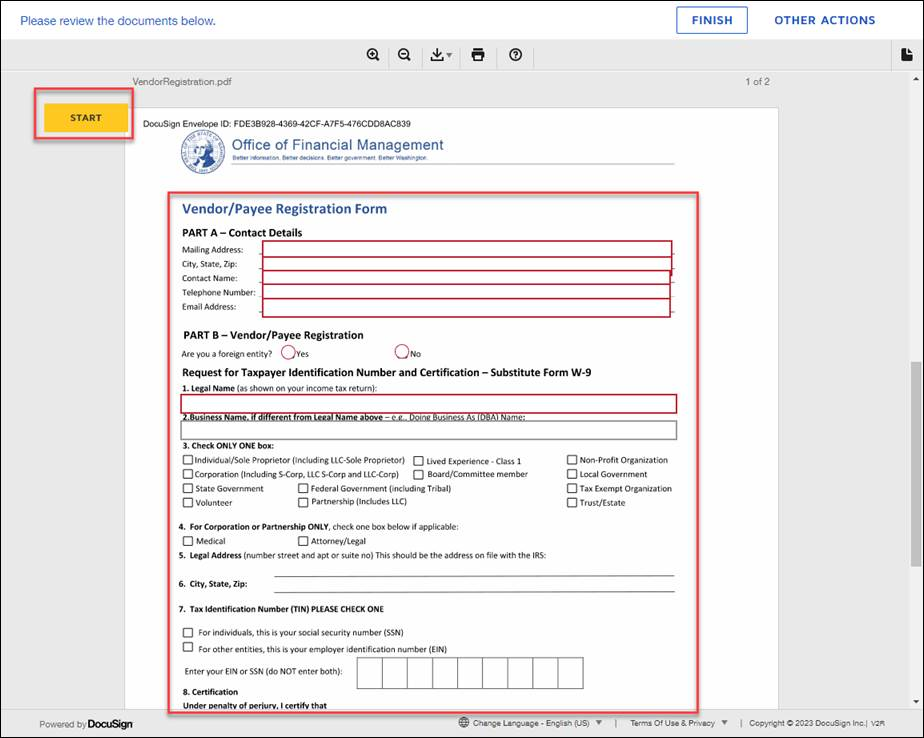 Please review the documents below.
FINISH
OTHER ACTIONS
VendorRegistration.pdf
1 of 2
START
DocuSign Envelope ID: FDE3B928-4369-42CF-A7F5-476CDD8AC839
Office of Financial Management
Better information. Better decisions. Better government. Better Washington.
Vendor/Payee Registration Form
PART A – Contact Details
Mailing Address:
City, State, Zip:
Contact Name:
Telephone Number:
Email Address:
PART B – Vendor/Payee Registration
Are you a foreign entity? Yes No
Request for Taxpayer Identification Number and Certification – Substitute Form W-9
1. Legal Name (as shown on your income tax return):
2.Business Name, if different from Legal Name above – e.g., Doing Business As (DBA) Name:
3. Check ONLY ONE box:
Individual/Sole Proprietor (Including LLC-Sole Proprietor) Lived Experience - Class 1 Non-Profit Organization
Corporation (Including S-Corp, LLC S-Corp and LLC-Corp) Board/Committee member Local Government
State Government Federal Government (including Tribal) Tax Exempt Organization
Volunteer Partnership (Includes LLC) Trust/Estate
4. For Corporation or Partnership ONLY, check one box below if applicable:
Medical Attorney/Legal
5. Legal Address (number street and apt or suite no) This should be the address on file with the IRS:
6. City, State, Zip:
7. Tax Identification Number (TIN) PLEASE CHECK ONE
For individuals, this is your social security number (SSN)
For other entities, this is your employer identification number (EIN)
Enter your EIN or SSN (do NOT enter both):
8. Certification
Under penalty of perjury, I certify that
Powered by DocuSign
Change Language - English (US) ▼ | Terms Of Use & Privacy ▼ | Copyright © 2023 DocuSign Inc. | V2R